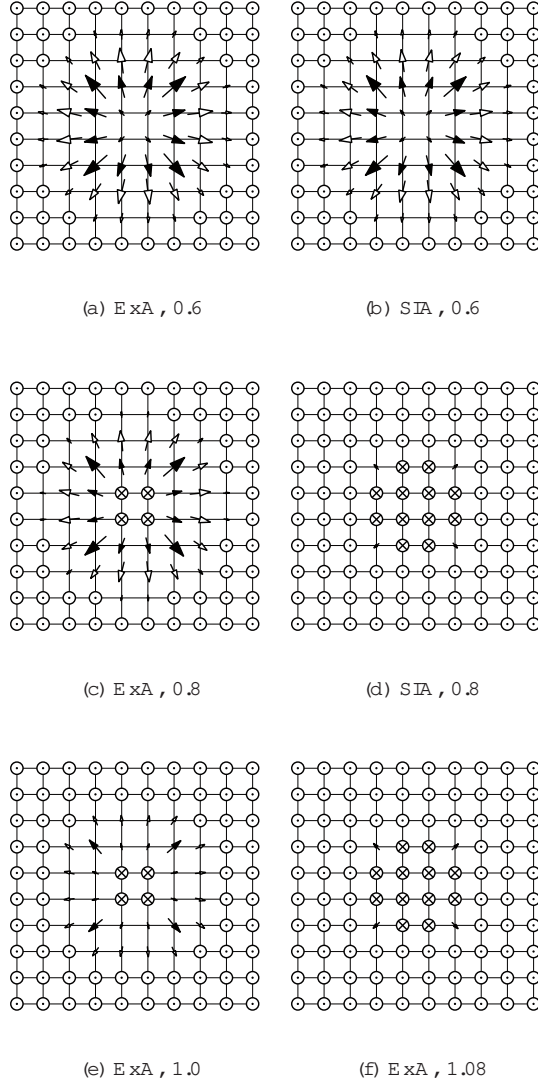 (a) ExA, 0.6
(b) SIA, 0.6
(c) ExA, 0.8
(d) SIA, 0.8
(e) ExA, 1.0
(f) ExA, 1.08